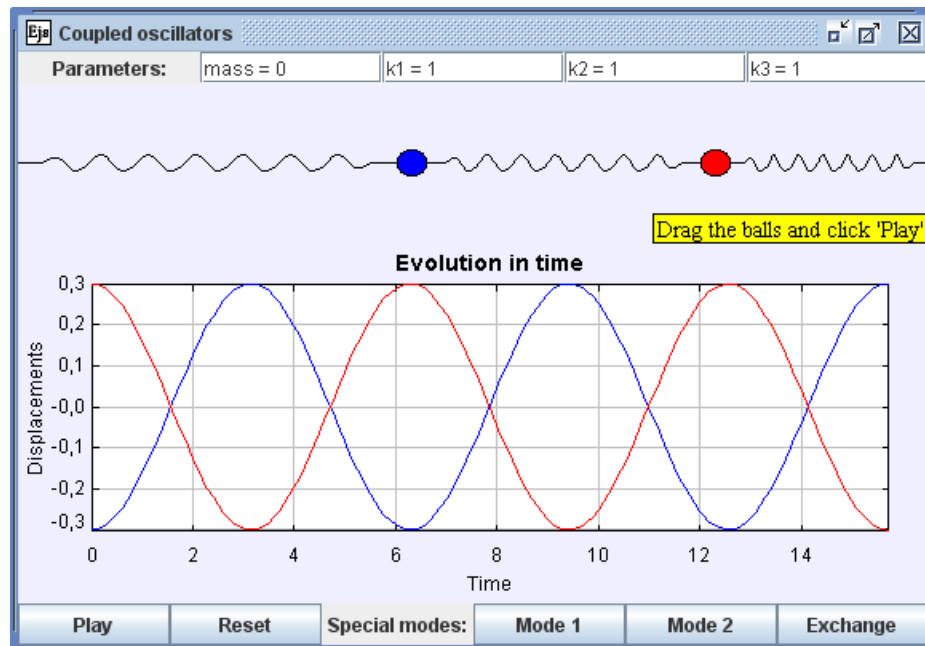 Ejs Coupled oscillators
Parameters: mass = 0 k1 = 1 k2 = 1 k3 = 1
Drag the balls and click 'Play'
Evolution in time
0,3
0,2
0,1
-0,0
-0,1
-0,2
-0,3
Displacements
0 2 4 6 8 10 12 14
Time
Play Reset Special modes: Mode 1 Mode 2 Exchange